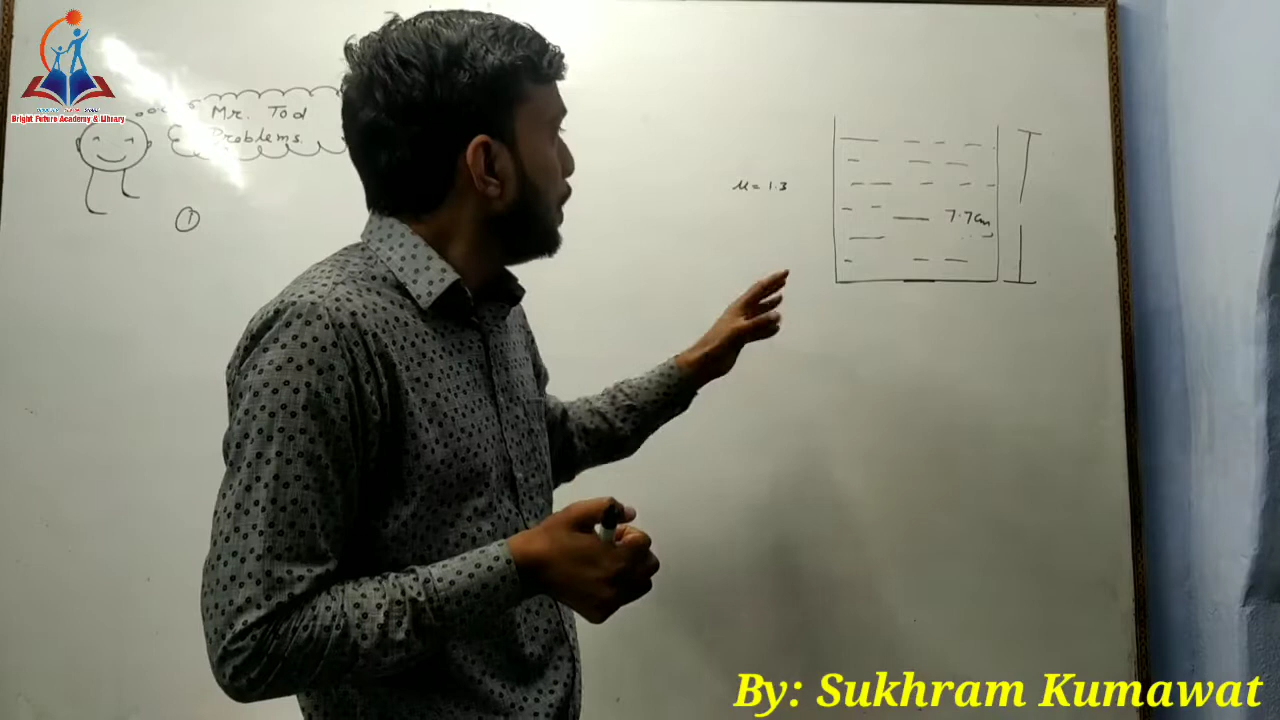 Bright Future Academy & Library
Mr. Tod
Problems
①
μ = 1.3
7.7cm
By: Sukhram Kumawat